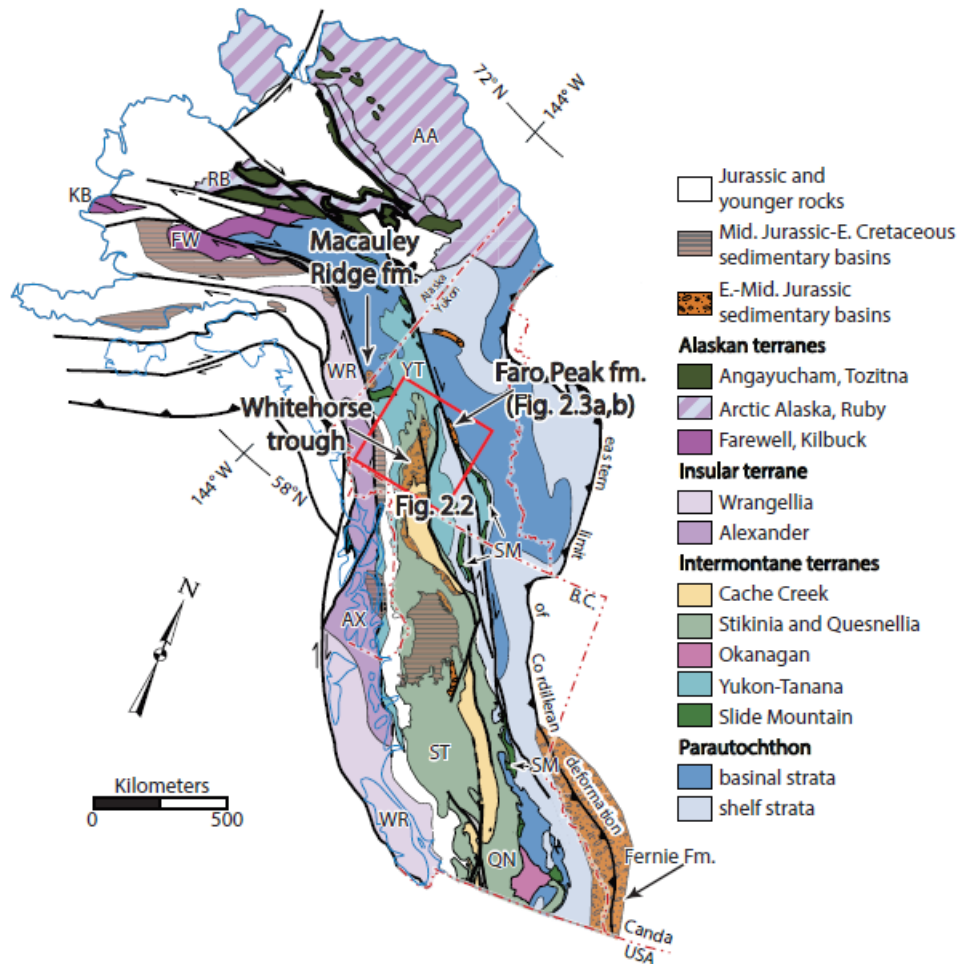 72° N
144° W
AA
RB
KB
FW
Macauley
Ridge fm.
Alaska
Yukon
WR
YT
Faro Peak fm.
(Fig. 2.3a,b)
Whitehorse
trough
144° W
58°N
Fig. 2.2
SM
eastern
limit
of
Cordilleran
deformation
B.C.
N
AX
ST
SM
Kilometers
0 500
WR
QN
Fernie Fm.
Canda
USA
Jurassic and
younger rocks
Mid. Jurassic-E. Cretaceous
sedimentary basins
E.-Mid. Jurassic
sedimentary basins
Alaskan terranes
Angayucham, Tozitna
Arctic Alaska, Ruby
Farewell, Kilbuck
Insular terrane
Wrangellia
Alexander
Intermontane terranes
Cache Creek
Stikinia and Quesnellia
Okanagan
Yukon-Tanana
Slide Mountain
Parautochthon
basinal strata
shelf strata